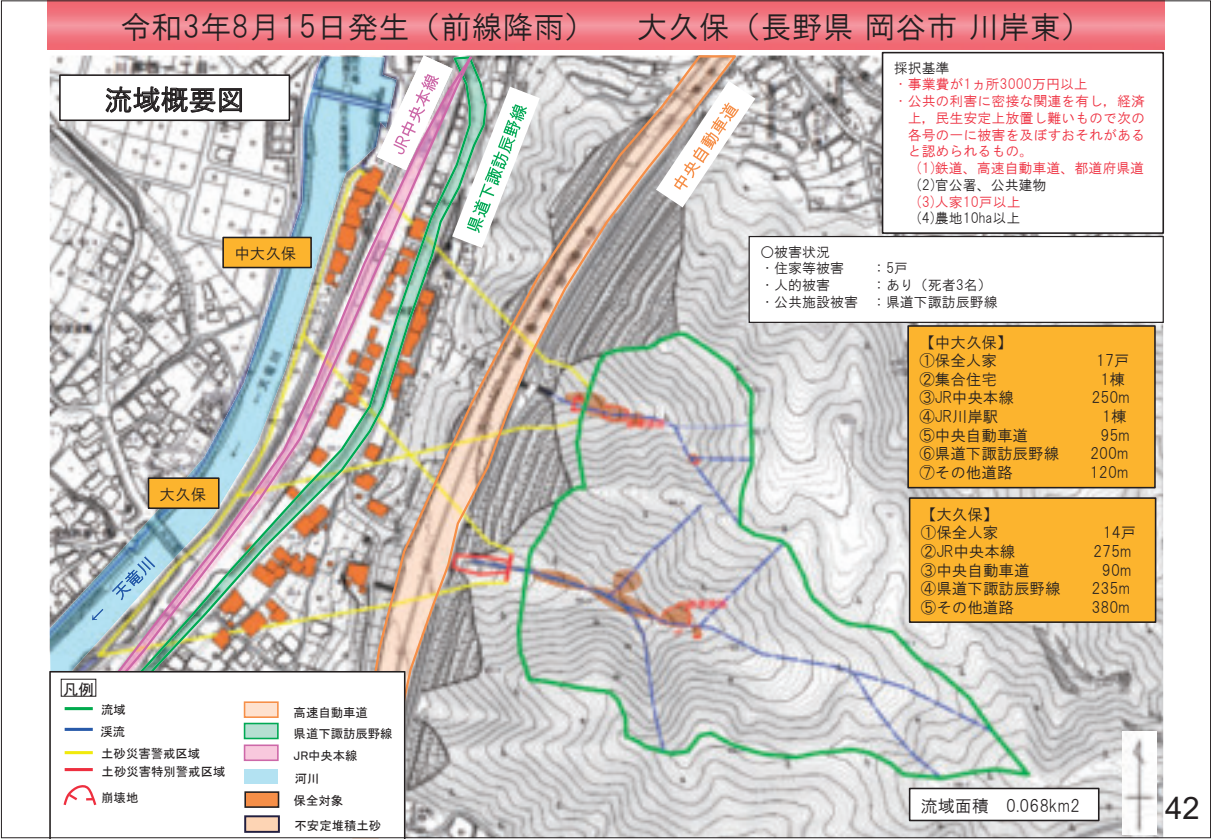 令和3年8月15日発生（前線降雨）　　大久保（長野県 岡谷市 川岸東）
流域概要図
JR中央本線
県道下諏訪辰野線
中央自動車道
採択基準
・事業費が1ヵ所3000万円以上
・公共の利害に密接な関連を有し，経済
上，民生安定上放置し難いもので次の
各号の一に被害を及ぼすおそれがある
と認められるもの。
(1)鉄道、高速自動車道、都道府県道
(2)官公署、公共建物
(3)人家10戸以上
(4)農地10ha以上
〇被害状況
・住家等被害　　：5戸
・人的被害　　　：あり（死者3名）
・公共施設被害　：県道下諏訪辰野線
中大久保
大久保
← 天竜川
【中大久保】
①保全人家　17戸
②集合住宅　1棟
③JR中央本線　250m
④JR川岸駅　1棟
⑤中央自動車道　95m
⑥県道下諏訪辰野線　200m
⑦その他道路　120m
【大久保】
①保全人家　14戸
②JR中央本線　275m
③中央自動車道　90m
④県道下諏訪辰野線　235m
⑤その他道路　380m
凡例
流域
渓流
土砂災害警戒区域
土砂災害特別警戒区域
崩壊地
高速自動車道
県道下諏訪辰野線
JR中央本線
河川
保全対象
不安定堆積土砂
流域面積　0.068km2
42